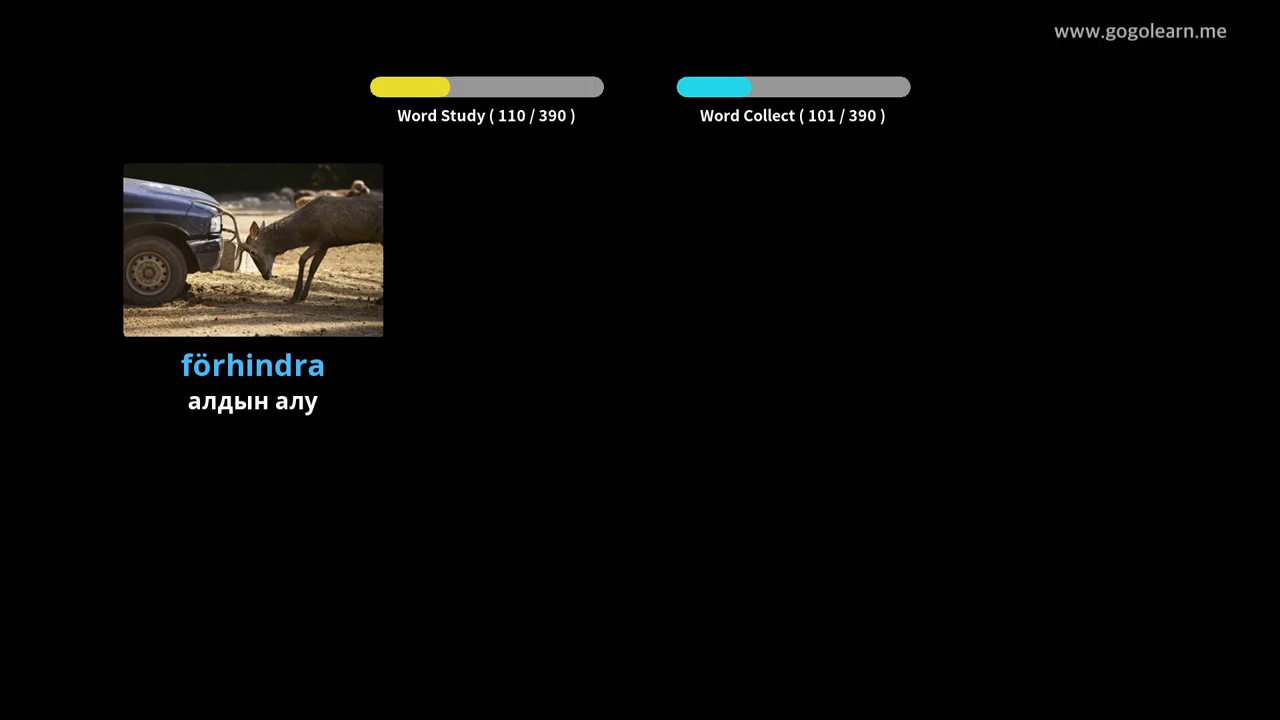 www.gogolearn.me
Word Study ( 110 / 390 )
Word Collect ( 101 / 390 )
förhindra
алдын алу